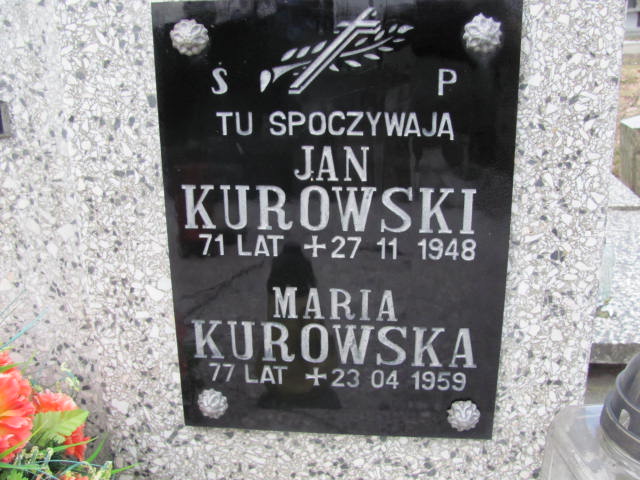 Ś P
TU SPOCZYWAJĄ
JAN
KUROWSKI
71 LAT + 27 11 1948
MARIA
KUROWSKA
77 LAT + 23 04 1959